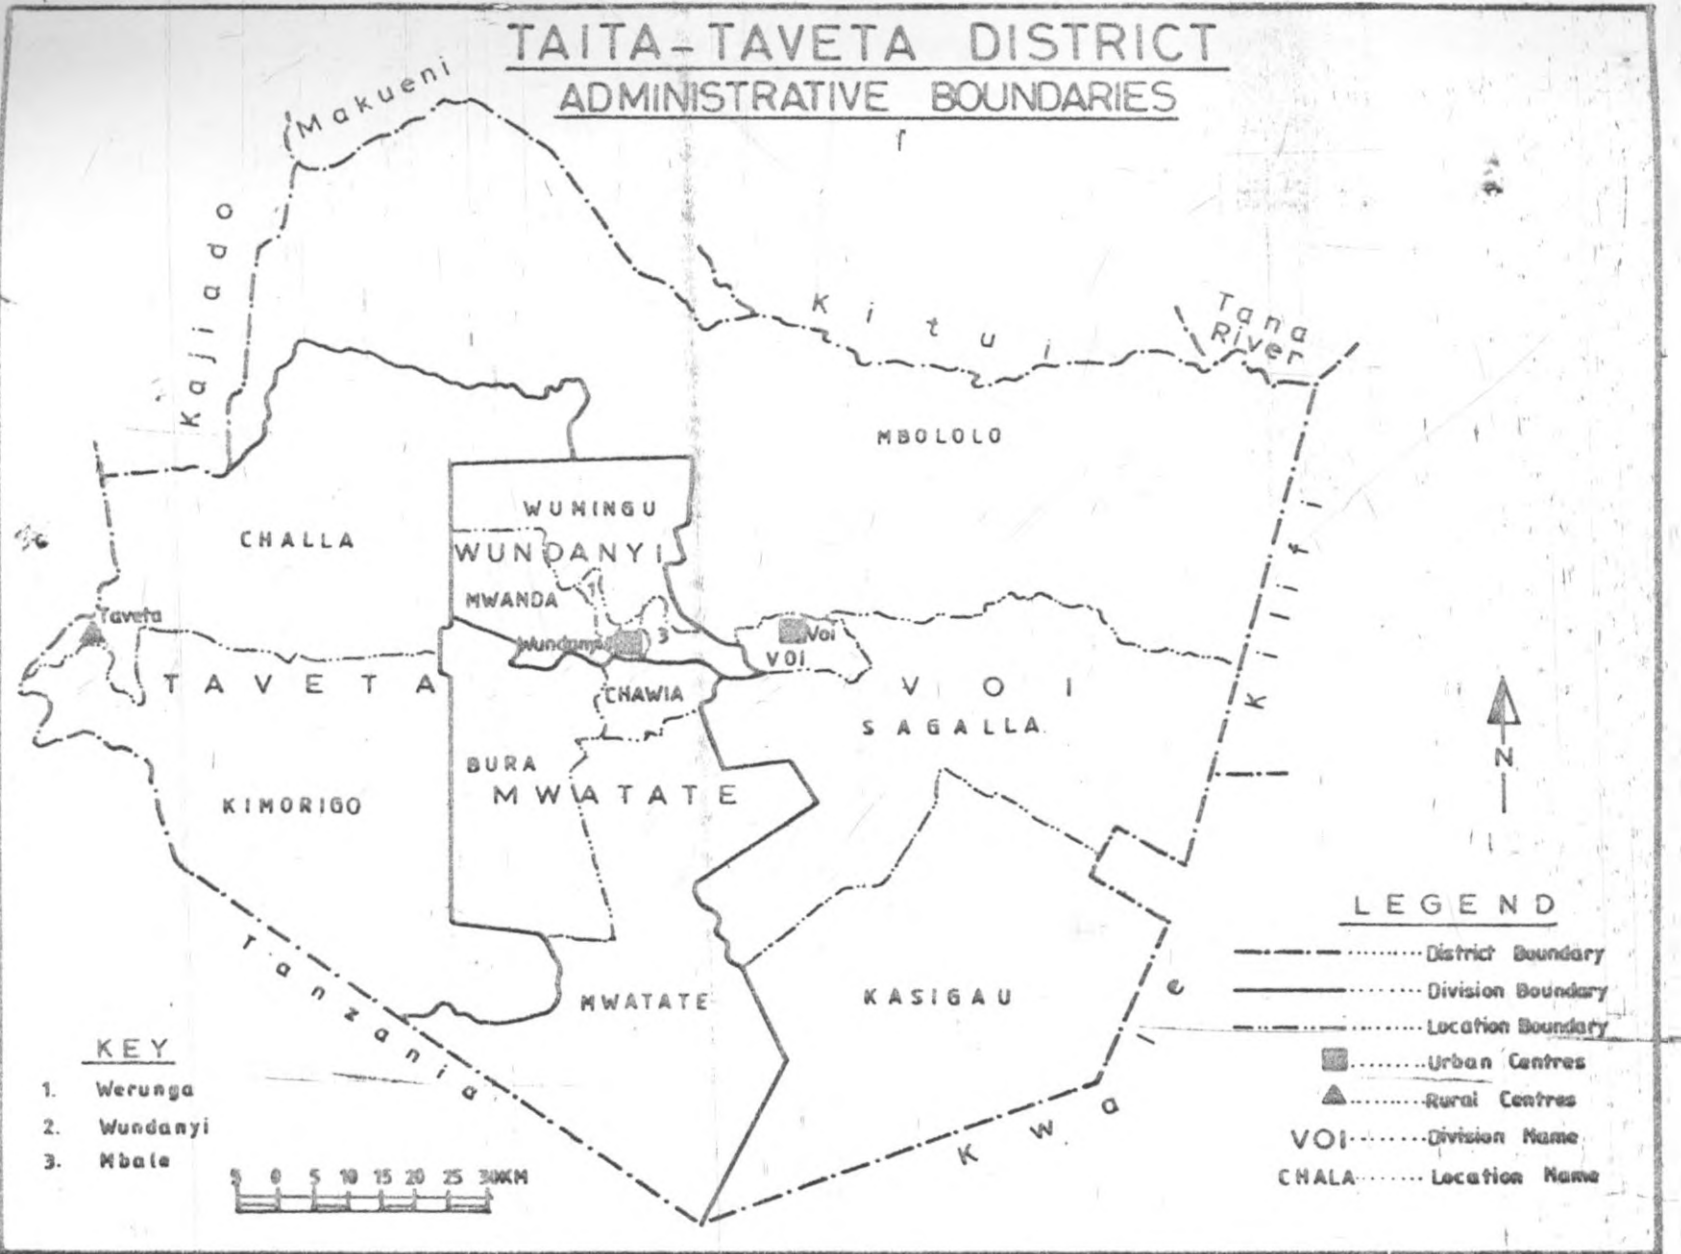 TAITA-TAVETA DISTRICT
ADMINISTRATIVE BOUNDARIES
Makueni
Kajiado
Kitui
Tana
River
MBOLOLO
WUMINGU
CHALLA
WUNDANYI
Kilifi
1
MWANDA
Taveta
Wundanyi
3
Voi
VOI
TAVETA
CHAWIA
VOI
SAGALLA
BURA
MWATATE
KIMORIGO
N
LEGEND
District Boundary
Division Boundary
Location Boundary
Urban Centres
Rural Centres
VOI Division Name
CHALA Location Name
Tanzania
MWATATE
KASIGAU
Kwale
KEY
1. Werunga
2. Wundanyi
3. Mbale
5 0 5 10 15 20 25 30KM